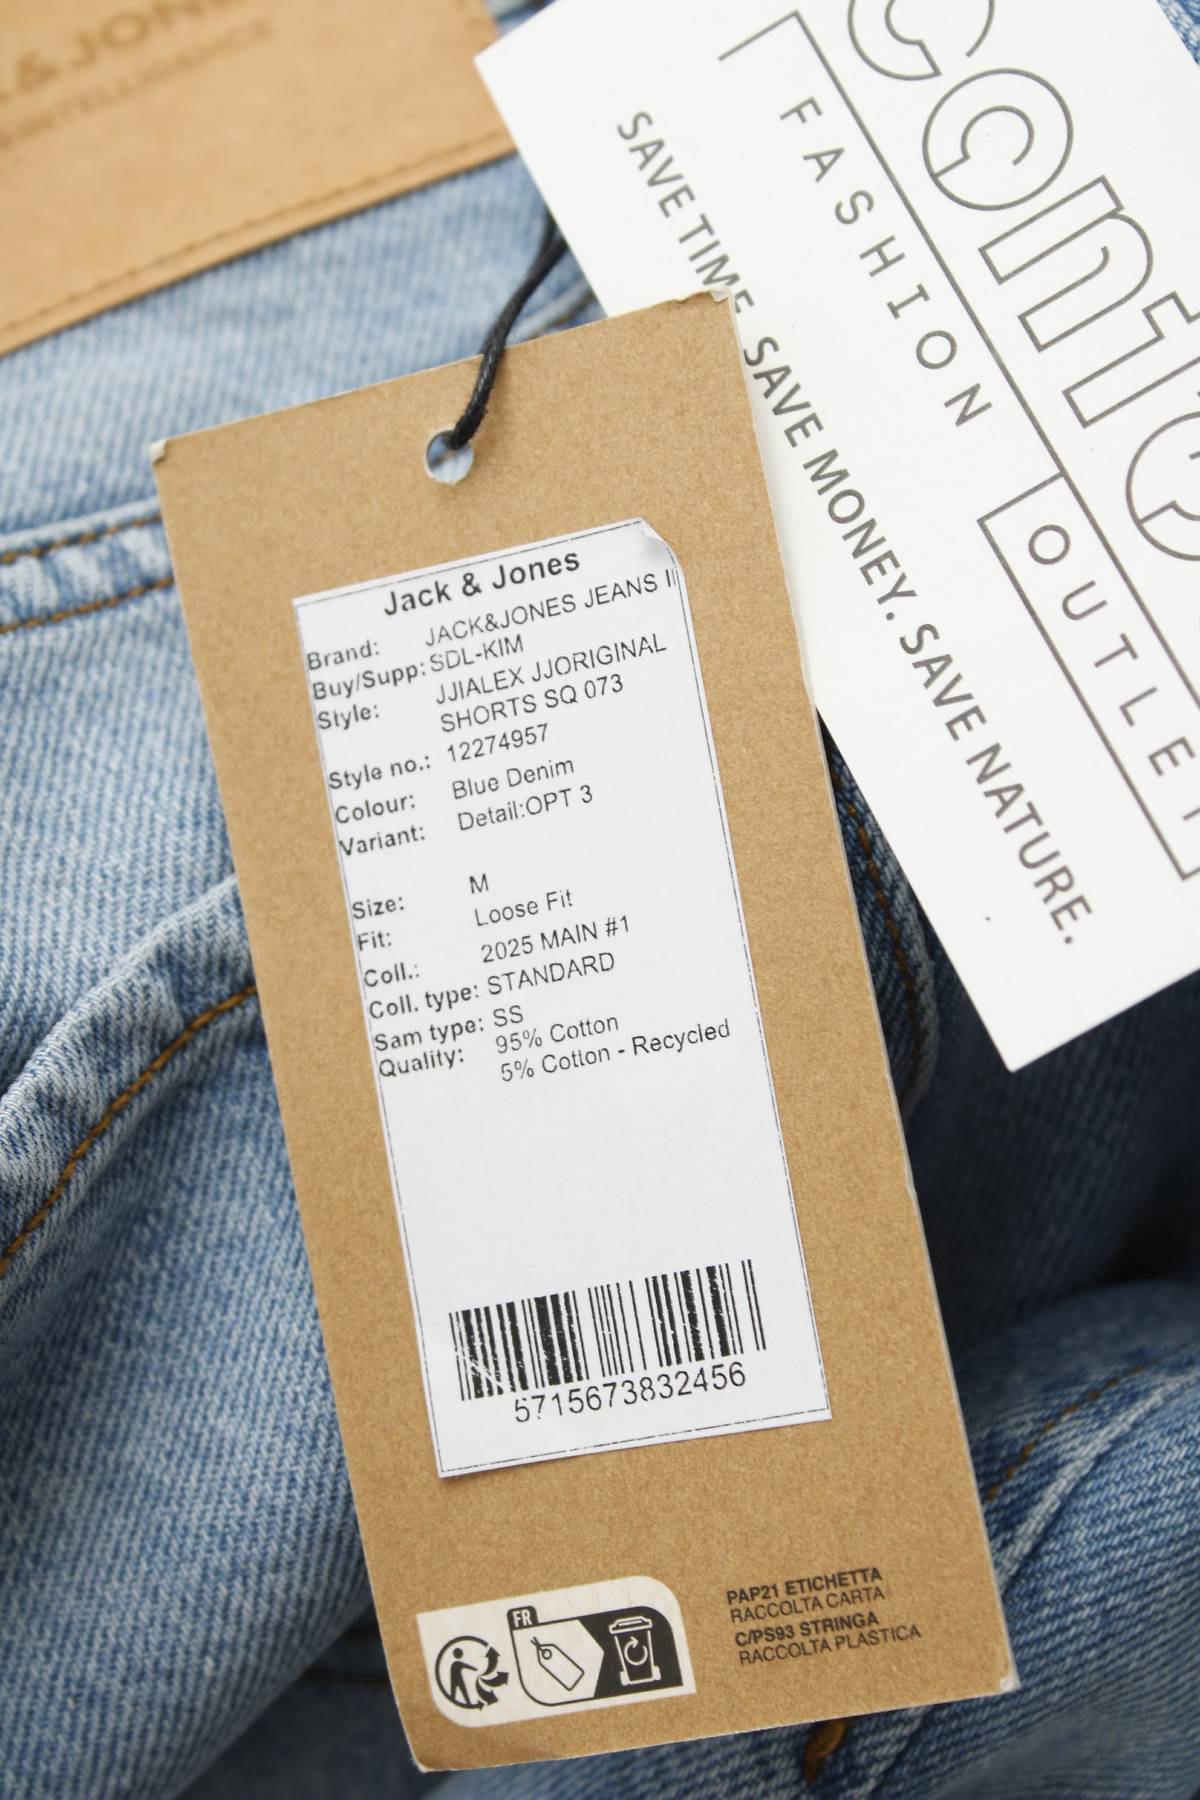 & JON
FASHION
OUTLE
SAVE TIME. SAVE MONEY. SAVE NATURE.
Jack & Jones
Brand: JACK&JONES JEANS I
Buy/Supp: SDL-KIM
Style: JJIALEX JJORIGINAL
SHORTS SQ 073
Style no.: 12274957
Colour: Blue Denim
Variant: Detail:OPT 3
Size: M
Fit: Loose Fit
Coll.: 2025 MAIN #1
Coll. type: STANDARD
Sam type: SS
Quality: 95% Cotton
5% Cotton - Recycled
5715673832456
FR
PAP21 ETICHETTA
RACCOLTA CARTA
C/PS93 STRINGA
RACCOLTA PLASTICA